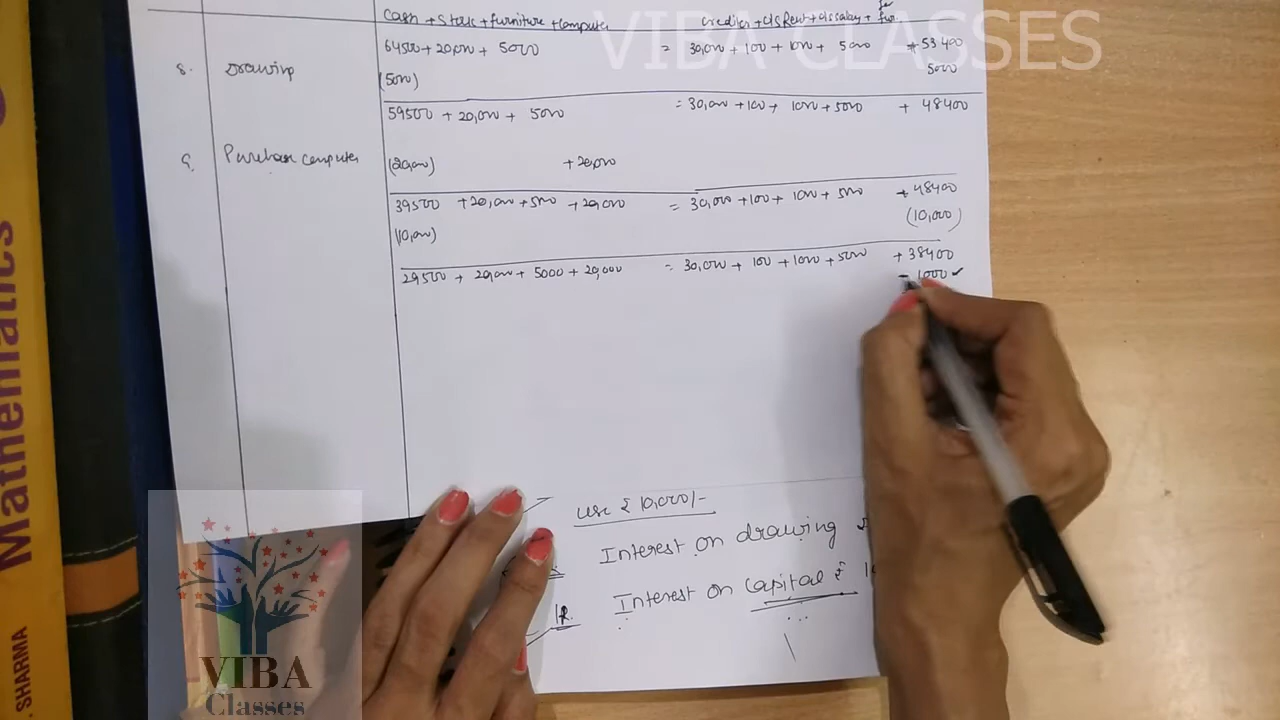 Cash + Stock + furniture + computer creditor + o/s Rent + o/s salary +
VIBA CLASSES
64500 + 20,000 + 5000 = 30,000 + 100 + 1000 + 5000 + 53400
8. Drawing (5000) 5000
59500 + 20,000 + 5000 = 30,000 + 100 + 1000 + 5000 + 48400
9. Purchase computer (20,000) + 20,000
39500 + 20,000 + 5000 + 20,000 = 30,000 + 100 + 1000 + 5000 + 48400
(10,000) (10,000)
29500 + 20,000 + 5000 + 20,000 = 30,000 + 100 + 1000 + 5000 + 38400
- 1000 ✓
use ₹ 10,000/-
Interest on drawing
Interest on capital ₹
12.
Mathematics
SHARMA
VIBA
Classes